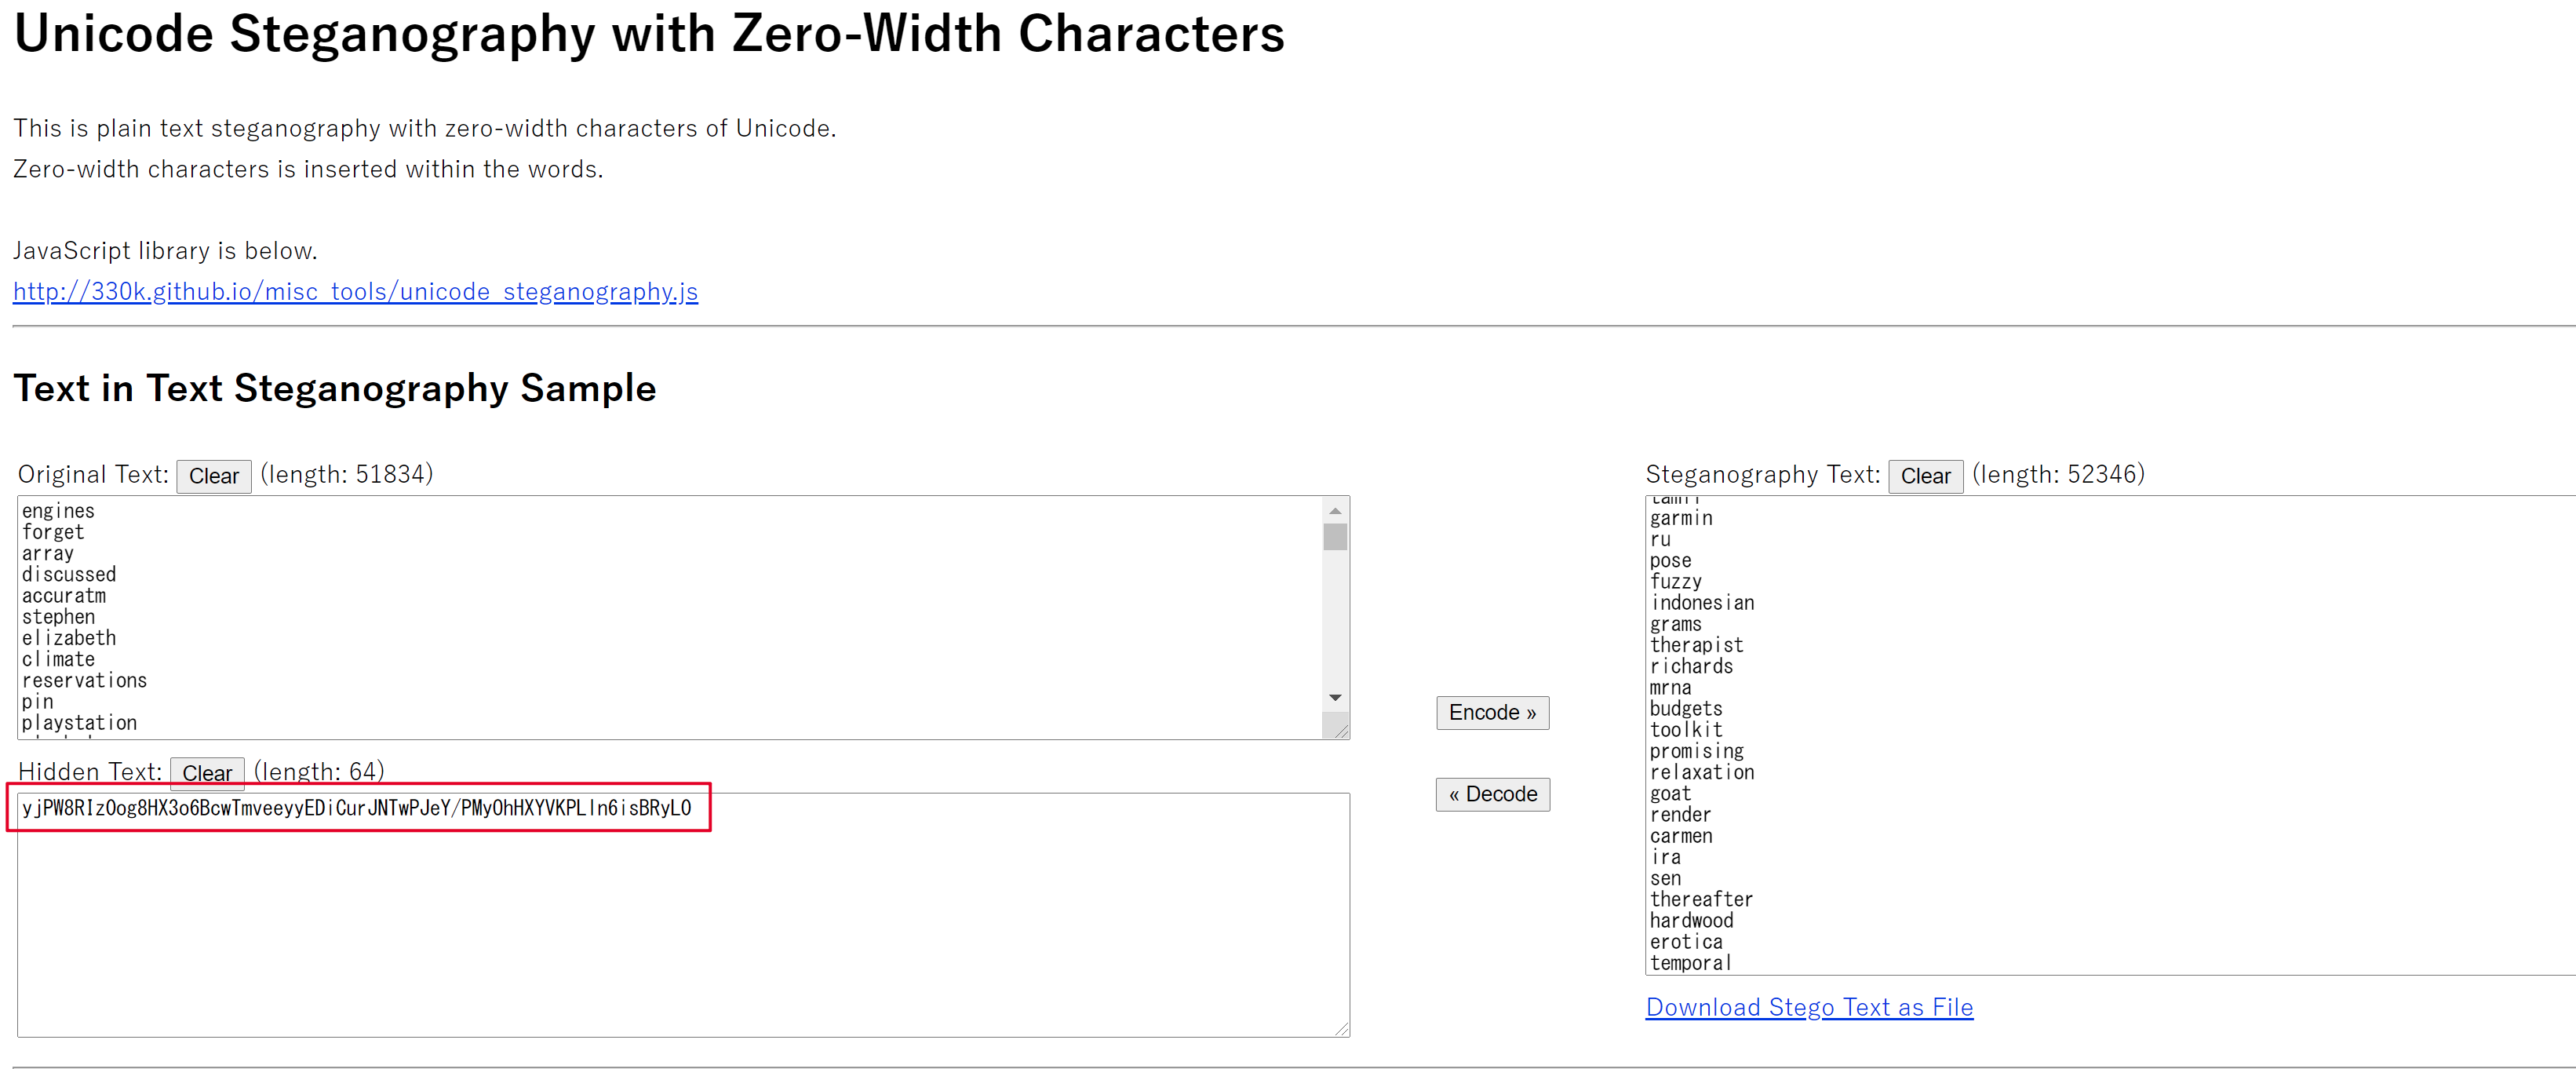 Unicode Steganography with Zero-Width Characters
This is plain text steganography with zero-width characters of Unicode.
Zero-width characters is inserted within the words.
JavaScript library is below.
http://330k.github.io/misc_tools/unicode_steganography.js
Text in Text Steganography Sample
Original Text: Clear (length: 51834)
engines
forget
array
discussed
accuratm
stephen
elizabeth
climate
reservations
pin
playstation
Hidden Text: Clear (length: 64)
yjPW8RIzOog8HX3o6BcwTmveeyyEDiCurJNTwPJeY/PMyOhHXYVKPLln6isBRyLO
Encode »
« Decode
Steganography Text: Clear (length: 52346)
garmin
ru
pose
fuzzy
indonesian
grams
therapist
richards
mrna
budgets
toolkit
promising
relaxation
goat
render
carmen
ira
sen
thereafter
hardwood
erotica
temporal
Download Stego Text as File